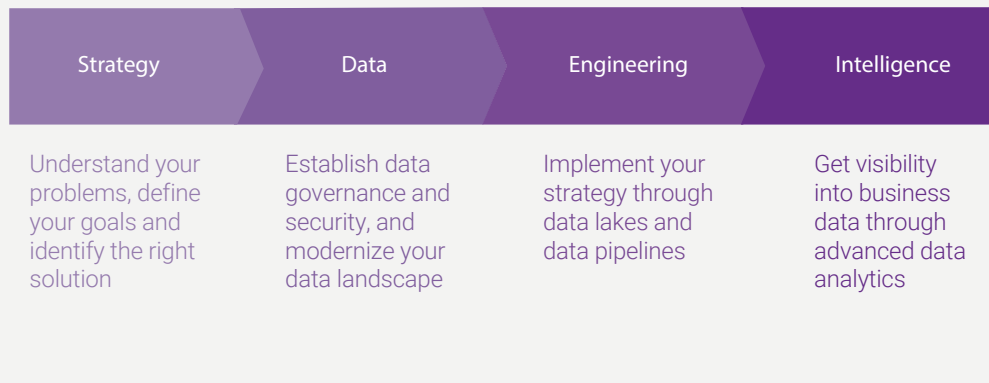 Strategy
Data
Engineering
Intelligence
Understand your
problems, define
your goals and
identify the right
solution
Establish data
governance and
security, and
modernize your
data landscape
Implement your
strategy through
data lakes and
data pipelines
Get visibility
into business
data through
advanced data
analytics